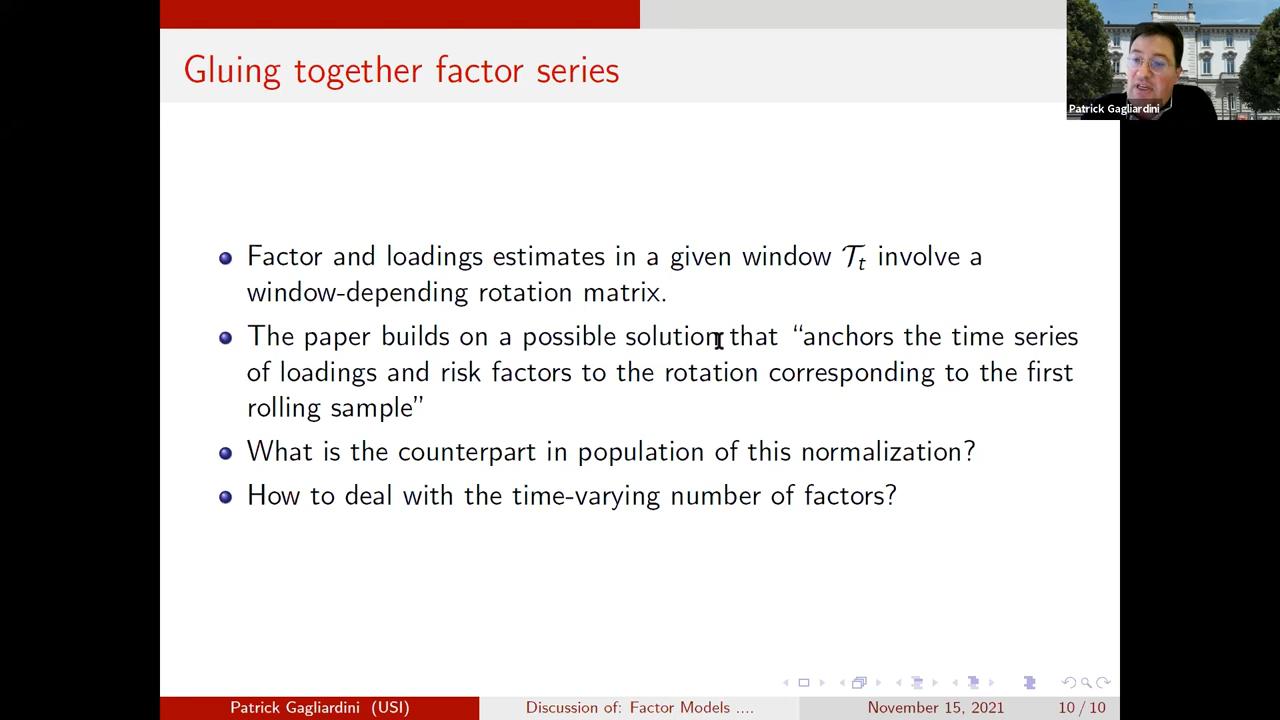 Gluing together factor series
Patrick Gagliardini
Factor and loadings estimates in a given window 𝒯t involve a
window-depending rotation matrix.
The paper builds on a possible solution that “anchors the time series
of loadings and risk factors to the rotation corresponding to the first
rolling sample”
What is the counterpart in population of this normalization?
How to deal with the time-varying number of factors?
Patrick Gagliardini (USI)
Discussion of: Factor Models ....
November 15, 2021
10 / 10